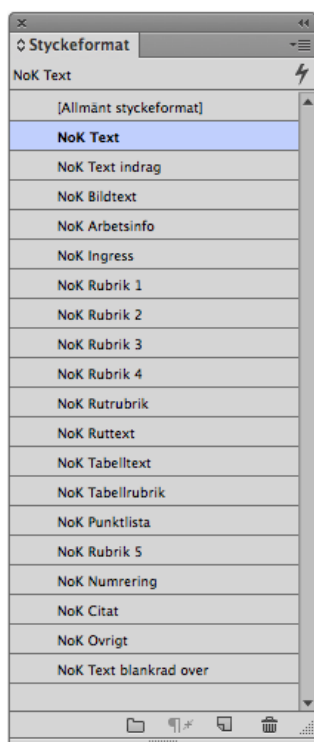 Styckeformat
NoK Text
[Allmänt styckeformat]
NoK Text
NoK Text indrag
NoK Bildtext
NoK Arbetsinfo
NoK Ingress
NoK Rubrik 1
NoK Rubrik 2
NoK Rubrik 3
NoK Rubrik 4
NoK Rutrubrik
NoK Ruttext
NoK Tabelltext
NoK Tabellrubrik
NoK Punktlista
NoK Rubrik 5
NoK Numrering
NoK Citat
NoK Ovrigt
NoK Text blankrad over